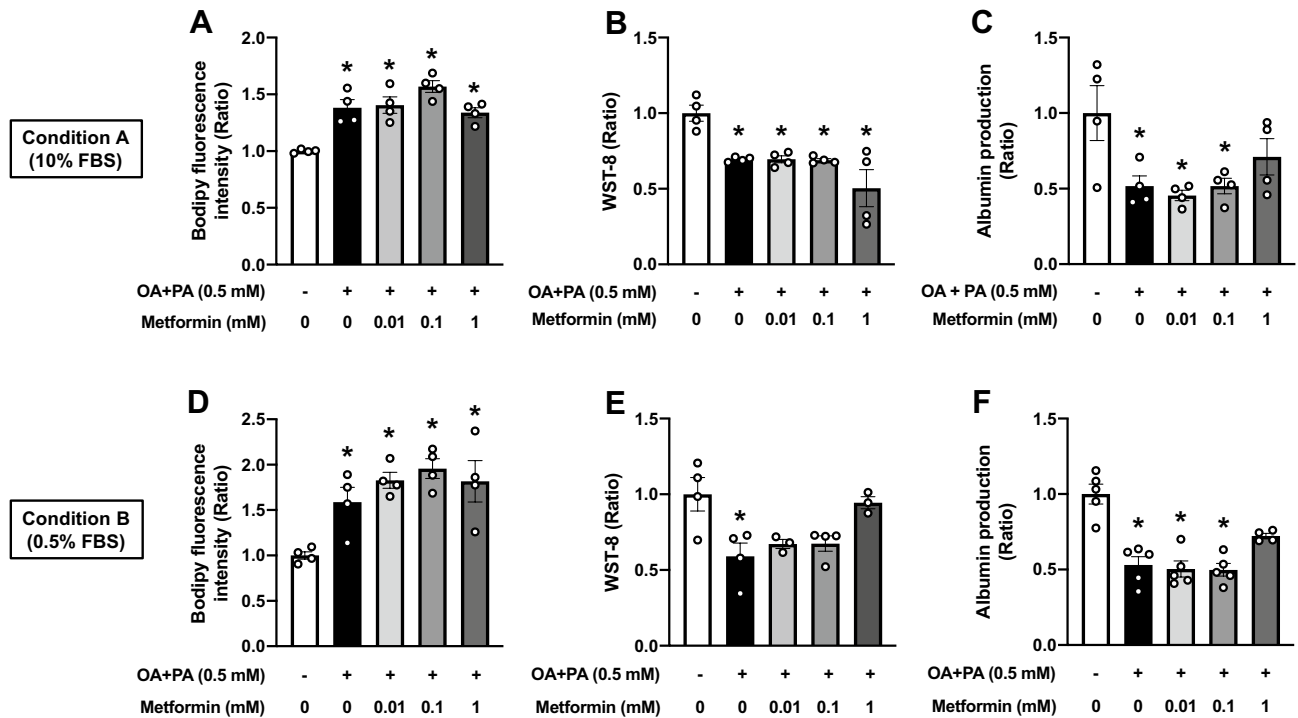 A
B
C
Condition A
(10% FBS)
Bodipy fluorescence
intensity (Ratio)
2.0
1.5
1.0
0.5
0.0
* * * *
OA+PA (0.5 mM) - + + + +
Metformin (mM) 0 0 0.01 0.1 1
WST-8 (Ratio)
1.5
1.0
0.5
0.0
* * * *
OA+PA (0.5 mM) - + + + +
Metformin (mM) 0 0 0.01 0.1 1
Albumin production
(Ratio)
1.5
1.0
0.5
0.0
* * *
OA + PA (0.5 mM) - + + + +
Metformin (mM) 0 0 0.01 0.1 1
D
E
F
Condition B
(0.5% FBS)
Bodipy fluorescence
intensity (Ratio)
2.5
2.0
1.5
1.0
0.5
0.0
* * * *
OA+PA (0.5 mM) - + + + +
Metformin (mM) 0 0 0.01 0.1 1
WST-8 (Ratio)
1.5
1.0
0.5
0.0
*
OA+PA (0.5 mM) - + + + +
Metformin (mM) 0 0 0.01 0.1 1
Albumin production
(Ratio)
1.5
1.0
0.5
0.0
* * *
OA+PA (0.5 mM) - + + + +
Metformin (mM) 0 0 0.01 0.1 1